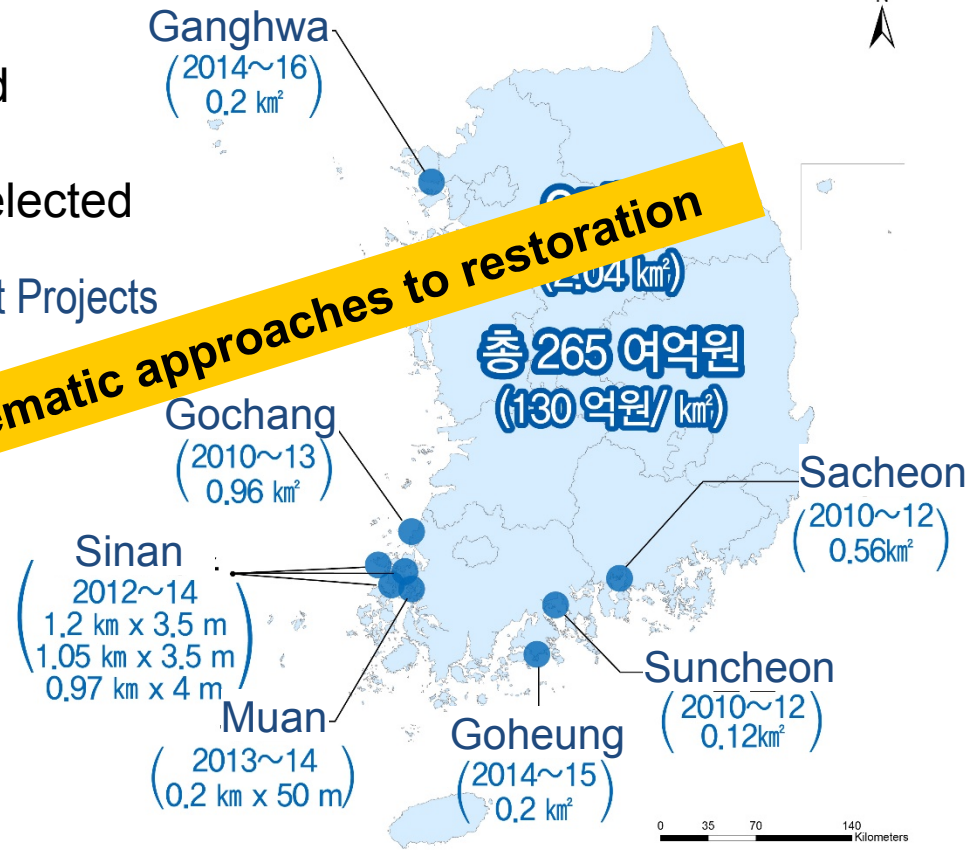 N
Ganghwa
(2014~16
0.2 ㎢)
elected
t Projects
ematic approaches to restoration
(2.04 ㎢)
총 265 여억원
(130 억원/ ㎢)
Gochang
(2010~13
0.96 ㎢)
Sacheon
(2010~12
0.56㎢)
Sinan
(2012~14
1.2 km x 3.5 m
1.05 km x 3.5 m
0.97 km x 4 m)
Suncheon
(2010~12
0.12㎢)
Muan
(2013~14
0.2 km x 50 m)
Goheung
(2014~15
0.2 ㎢)
0 35 70 140
Kilometers